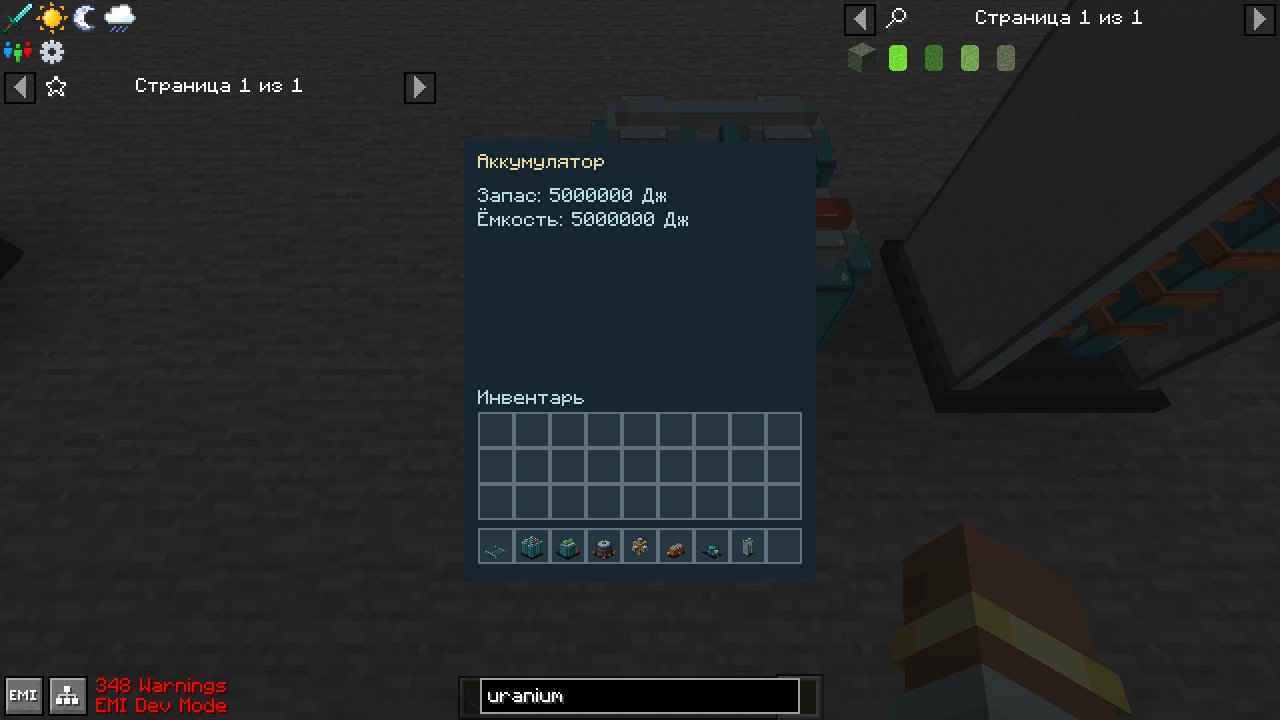 Страница 1 из 1
Страница 1 из 1
Аккумулятор
Запас: 5000000 Дж
Ёмкость: 5000000 Дж
Инвентарь
EMI
348 Warnings
EMI Dev Mode
uranium